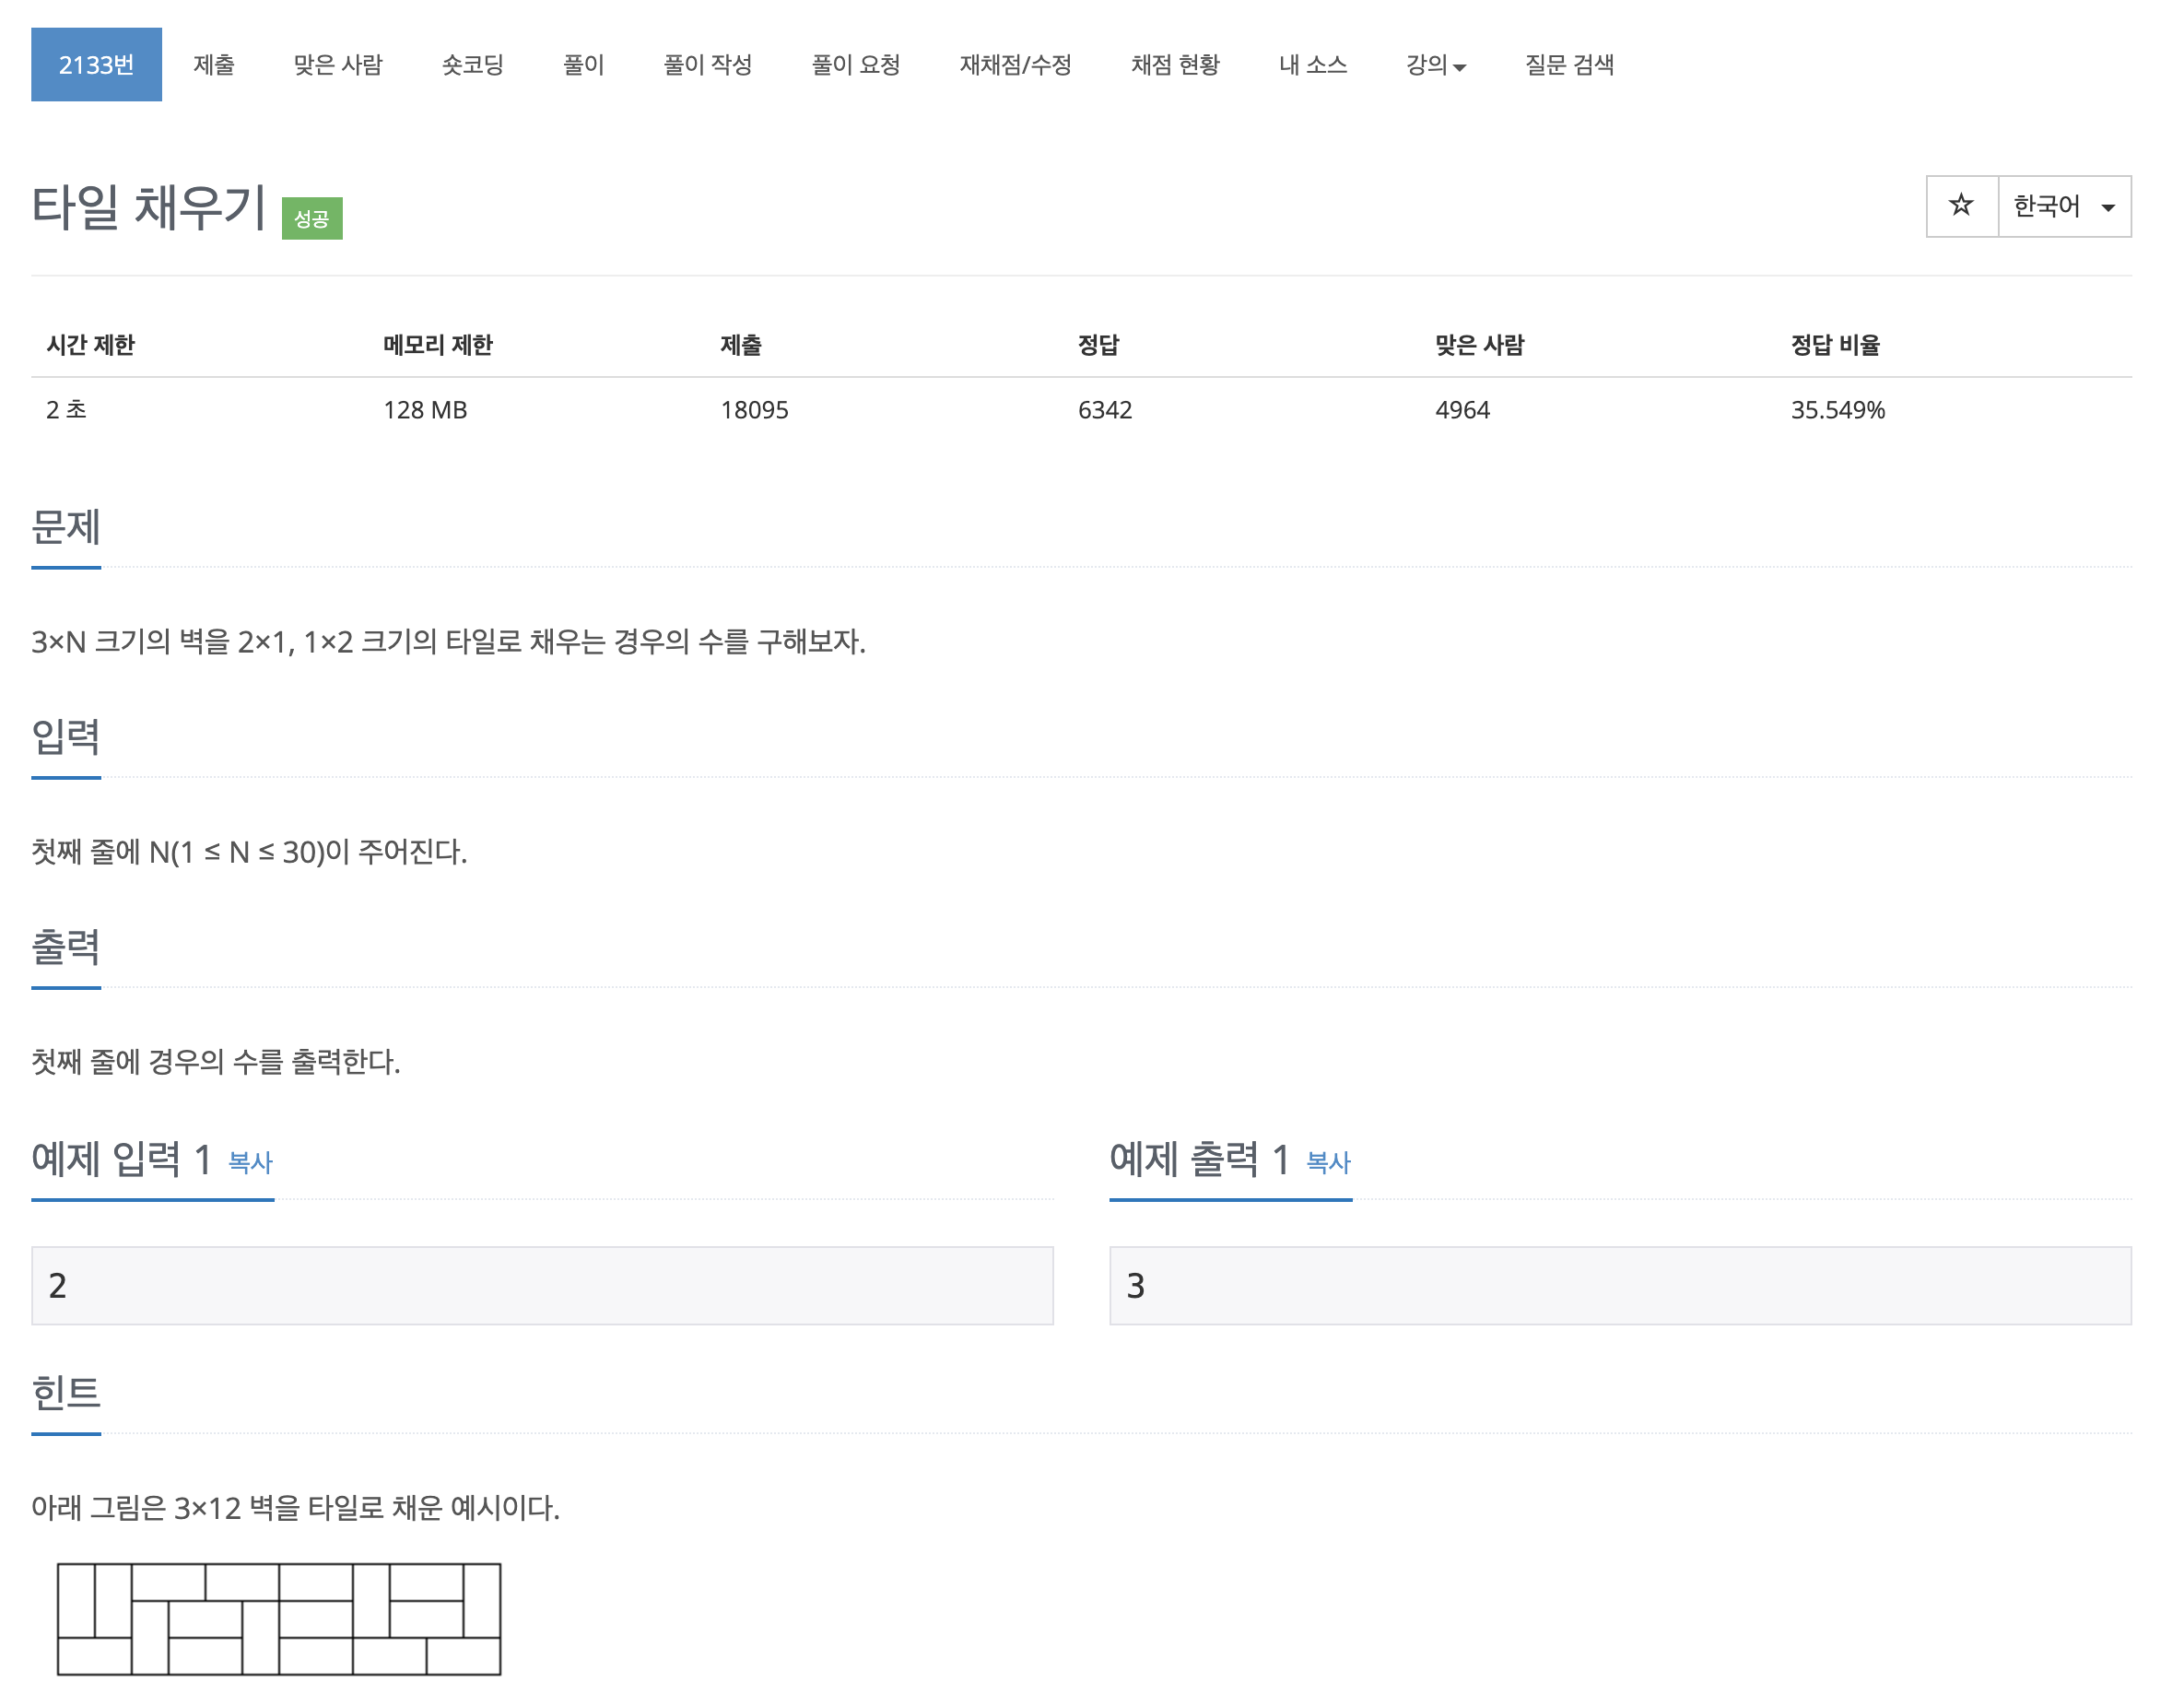 2133번 제출 맞은 사람 숏코딩 풀이 풀이 작성 풀이 요청 재채점/수정 채점 현황 내 소스 강의 질문 검색
타일 채우기 성공
☆ 한국어
시간 제한 메모리 제한 제출 정답 맞은 사람 정답 비율
2 초 128 MB 18095 6342 4964 35.549%
문제
3×N 크기의 벽을 2×1, 1×2 크기의 타일로 채우는 경우의 수를 구해보자.
입력
첫째 줄에 N(1 ≤ N ≤ 30)이 주어진다.
출력
첫째 줄에 경우의 수를 출력한다.
예제 입력 1 복사
2
예제 출력 1 복사
3
힌트
아래 그림은 3×12 벽을 타일로 채운 예시이다.